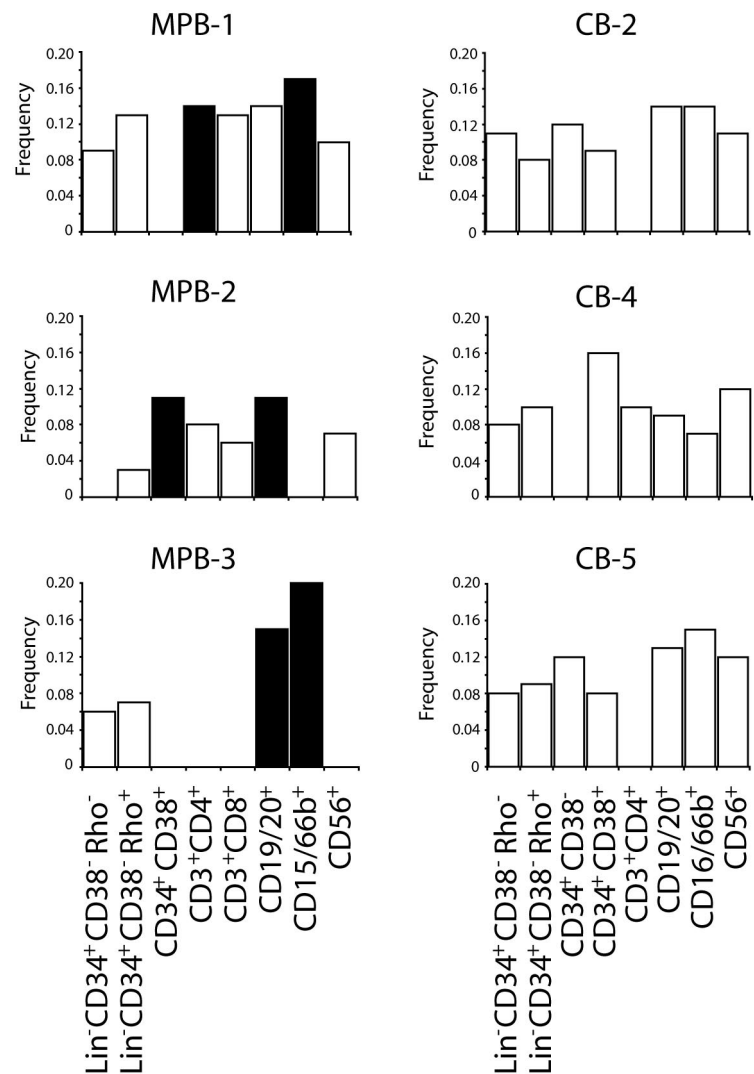 MPB-1
Frequency
0.20
0.16
0.12
0.08
0.04
0
CB-2
Frequency
0.20
0.16
0.12
0.08
0.04
0
MPB-2
Frequency
0.20
0.16
0.12
0.08
0.04
0
CB-4
Frequency
0.20
0.16
0.12
0.08
0.04
0
MPB-3
Frequency
0.20
0.16
0.12
0.08
0.04
0
CB-5
Frequency
0.20
0.16
0.12
0.08
0.04
0
Lin⁻CD34⁺CD38⁻Rho⁻
Lin⁻CD34⁺CD38⁻Rho⁺
CD34⁺CD38⁺
CD3⁺CD4⁺
CD3⁺CD8⁺
CD19/20⁺
CD15/66b⁺
CD56⁺
Lin⁻CD34⁺CD38⁻Rho⁻
Lin⁻CD34⁺CD38⁻Rho⁺
CD34⁺CD38⁻
CD34⁺CD38⁺
CD3⁺CD4⁺
CD19/20⁺
CD16/66b⁺
CD56⁺